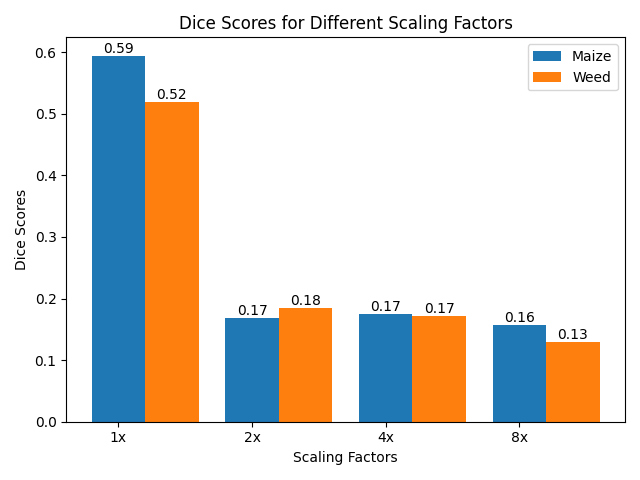 Dice Scores for Different Scaling Factors
Maize
Weed
Dice Scores
0.6
0.5
0.4
0.3
0.2
0.1
0.0
0.59
0.52
0.17
0.18
0.17
0.17
0.16
0.13
1x
2x
4x
8x
Scaling Factors